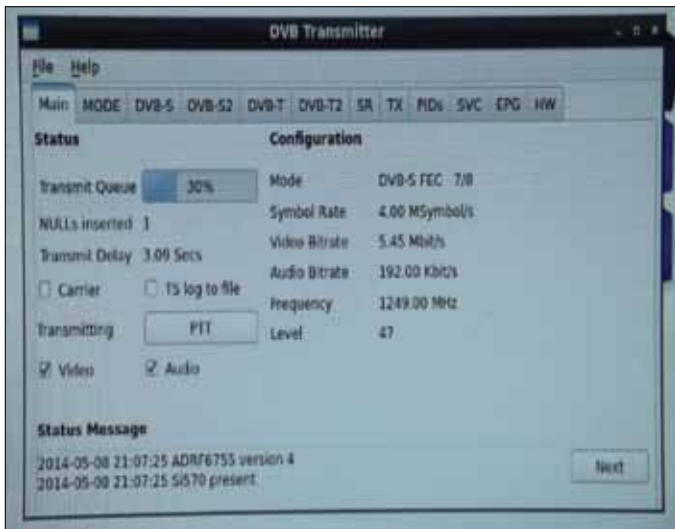 DVB Transmitter
File Help
Main MODE DVB-S DVB-S2 DVB-T DVB-T2 SR TX PIDs SVC EPG HW
Status
Transmit Queue 30%
NULLs inserted 1
Transmit Delay 3.09 Secs
Carrier TS log to file
Transmitting PTT
Video Audio
Configuration
Mode DVB-S FEC 7/8
Symbol Rate 4.00 MSymbol/s
Video Bitrate 5.45 Mbit/s
Audio Bitrate 192.00 Kbit/s
Frequency 1249.00 MHz
Level 47
Status Message
2014-05-08 21:07:25 ADRF6755 version 4
2014-05-08 21:07:25 Si570 present
Next